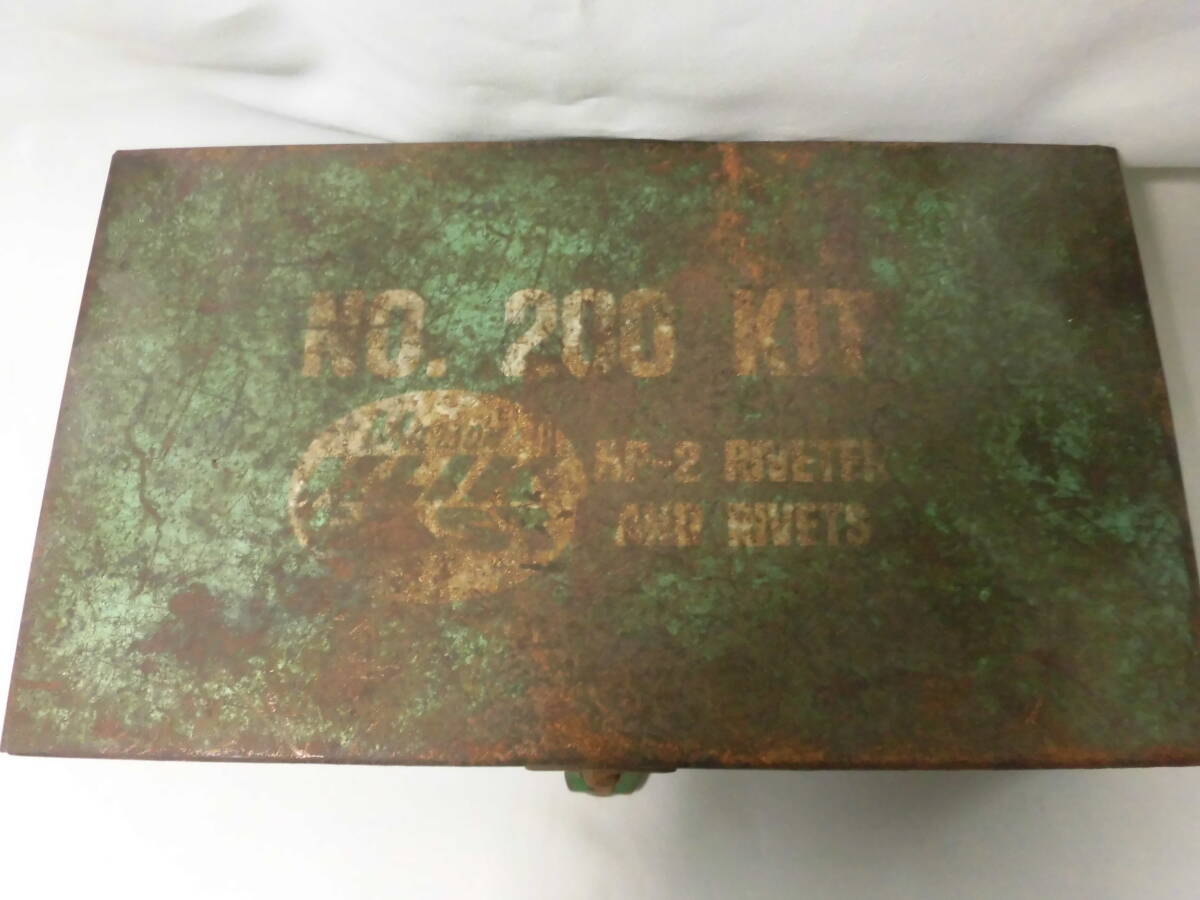 NO. 200 KIT
HP-2 RIVETER
AND RIVETS